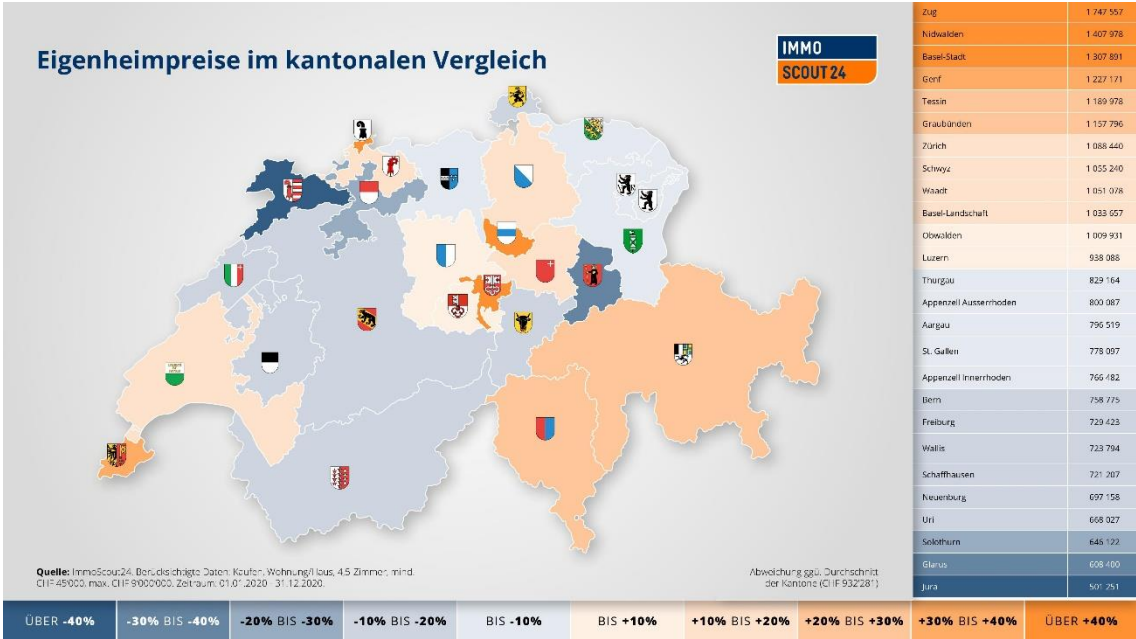 Eigenheimpreise im kantonalen Vergleich
IMMO
SCOUT24
Zug 1 747 557
Nidwalden 1 407 978
Basel-Stadt 1 307 891
Genf 1 227 171
Tessin 1 189 978
Graubünden 1 157 796
Zürich 1 088 440
Schwyz 1 055 240
Waadt 1 051 078
Basel-Landschaft 1 033 657
Obwalden 1 009 931
Luzern 938 088
Thurgau 829 164
Appenzell Ausserrhoden 800 087
Aargau 796 519
St. Gallen 778 097
Appenzell Innerrhoden 766 482
Bern 758 775
Freiburg 729 423
Wallis 723 794
Schaffhausen 721 207
Neuenburg 697 158
Uri 668 027
Solothurn 646 122
Glarus 608 400
Jura 501 251
Quelle: ImmoScout24. Berücksichtigte Daten: Kaufen, Wohnung/Haus, 4.5 Zimmer, mind.
CHF 45'000, max. CHF 9'000'000. Zeitraum: 01.01.2020 - 31.12.2020.
Abweichung ggü. Durchschnitt
der Kantone (CHF 932'281)
ÜBER -40%
-30% BIS -40%
-20% BIS -30%
-10% BIS -20%
BIS -10%
BIS +10%
+10% BIS +20%
+20% BIS +30%
+30% BIS +40%
ÜBER +40%